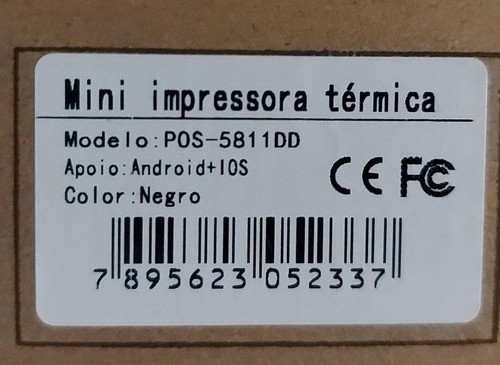 Mini impressora térmica
Modelo:POS-5811DD
Apoio:Android+IOS
Color:Negro
CE FC
7 895623 052337